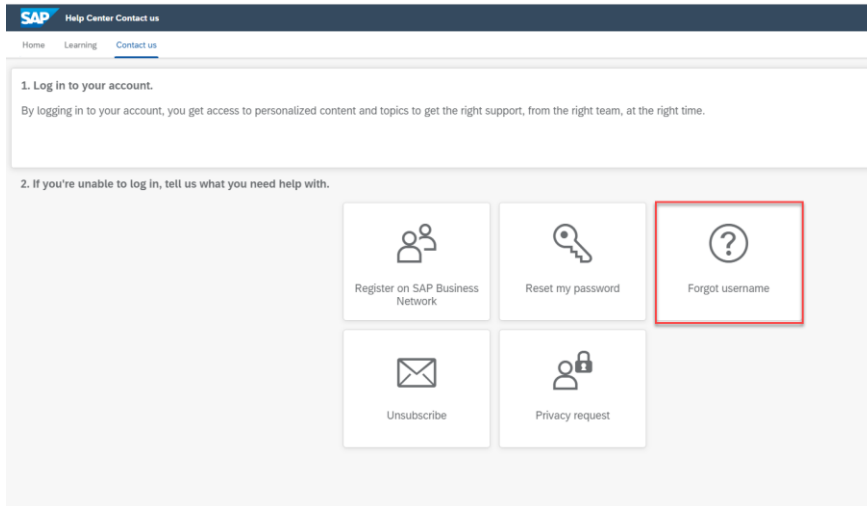 SAP Help Center Contact us
Home Learning Contact us
1. Log in to your account.
By logging in to your account, you get access to personalized content and topics to get the right support, from the right team, at the right time.
2. If you're unable to log in, tell us what you need help with.
Register on SAP Business
Network
Reset my password
Forgot username
Unsubscribe
Privacy request